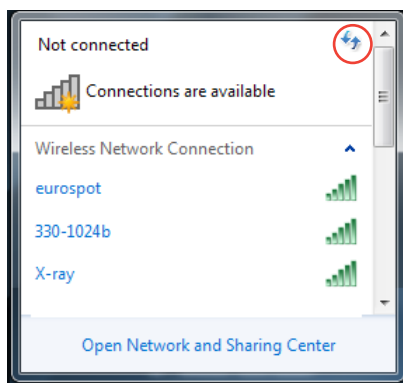 Not connected
Connections are available
Wireless Network Connection
eurospot
330-1024b
X-ray
Open Network and Sharing Center